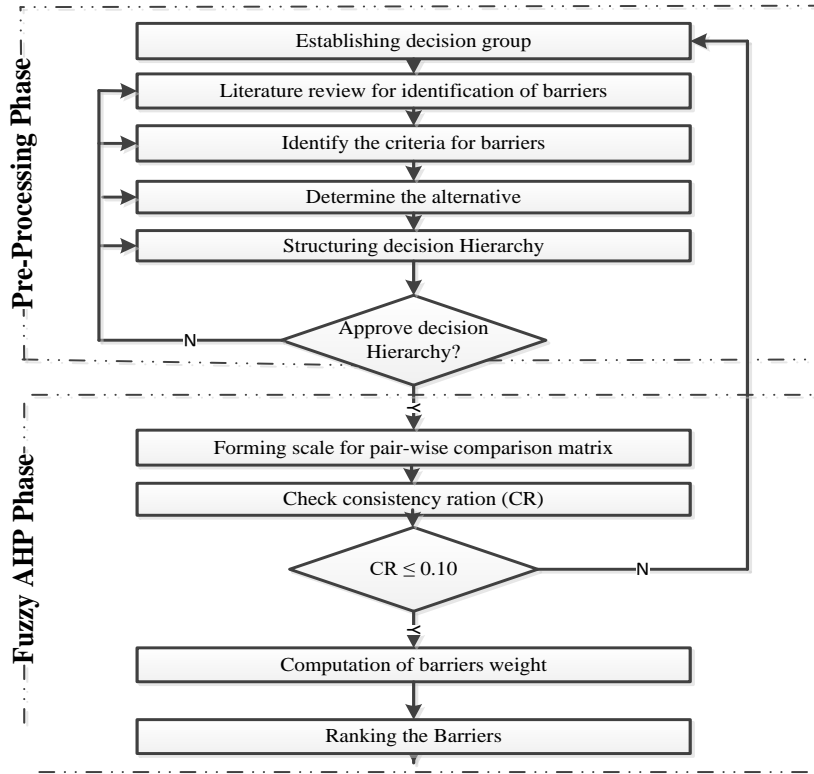 Pre-Processing Phase
Establishing decision group
Literature review for identification of barriers
Identify the criteria for barriers
Determine the alternative
Structuring decision Hierarchy
Approve decision
Hierarchy?
N
Y
Fuzzy AHP Phase
Forming scale for pair-wise comparison matrix
Check consistency ration (CR)
CR ≤ 0.10
N
Y
Computation of barriers weight
Ranking the Barriers